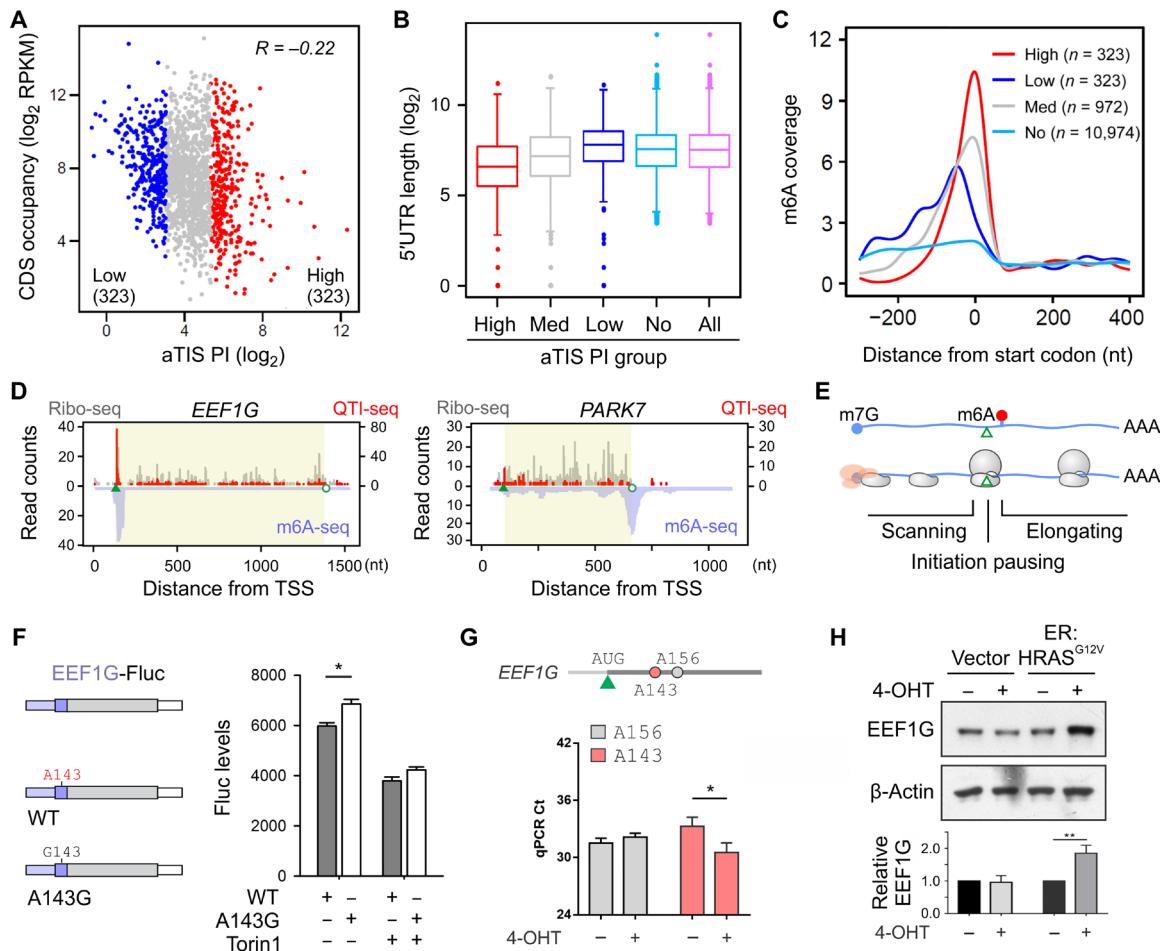 A
CDS occupancy (log2 RPKM)
R = –0.22
12
8
4
Low
(323)
High
(323)
0
4
8
12
aTIS PI (log2)
B
5'UTR length (log2)
10
5
0
High
Med
Low
No
All
aTIS PI group
C
m6A coverage
12
9
6
3
0
High (n = 323)
Low (n = 323)
Med (n = 972)
No (n = 10,974)
−200
0
200
400
Distance from start codon (nt)
D
Ribo-seq
EEF1G
QTI-seq
Read counts
40
20
0
20
40
80
40
0
m6A-seq
0
500
1000
1500 (nt)
Distance from TSS
Ribo-seq
PARK7
QTI-seq
Read counts
30
20
10
0
10
20
30
30
20
10
0
m6A-seq
0
500
1000
(nt)
Distance from TSS
E
m7G
m6A
AAA
AAA
Scanning
Elongating
Initiation pausing
F
EEF1G-Fluc
A143
WT
G143
A143G
Fluc levels
8000
6000
4000
2000
0
*
WT + – + –
A143G – + – +
Torin1 – – + +
G
EEF1G
AUG
A156
A143
A156
A143
qPCR Ct
42
36
30
24
*
4-OHT – + – +
H
Vector
ER:
HRASG12V
4-OHT – + – +
EEF1G
β-Actin
Relative
EEF1G
2.0
1.0
0.0
**
4-OHT – + – +